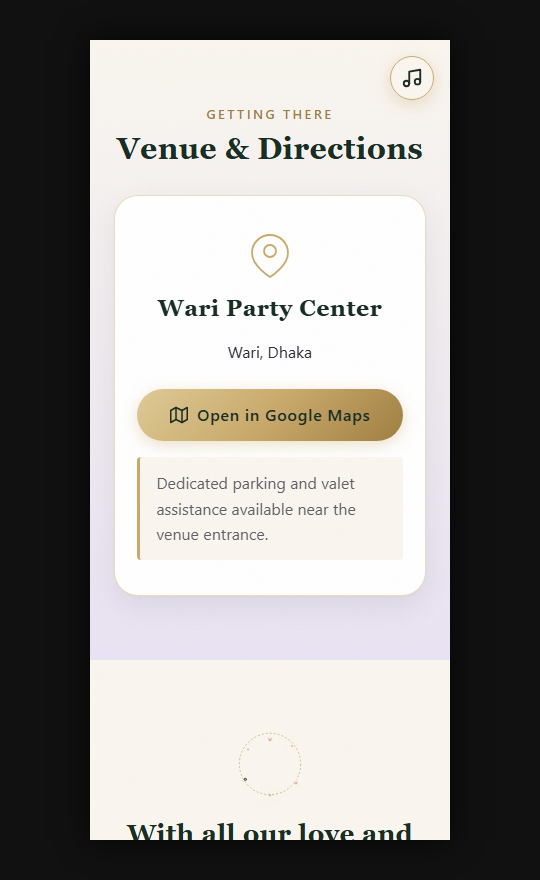 GETTING THERE
Venue & Directions
Wari Party Center
Wari, Dhaka
Open in Google Maps
Dedicated parking and valet
assistance available near the
venue entrance.
With all our love and